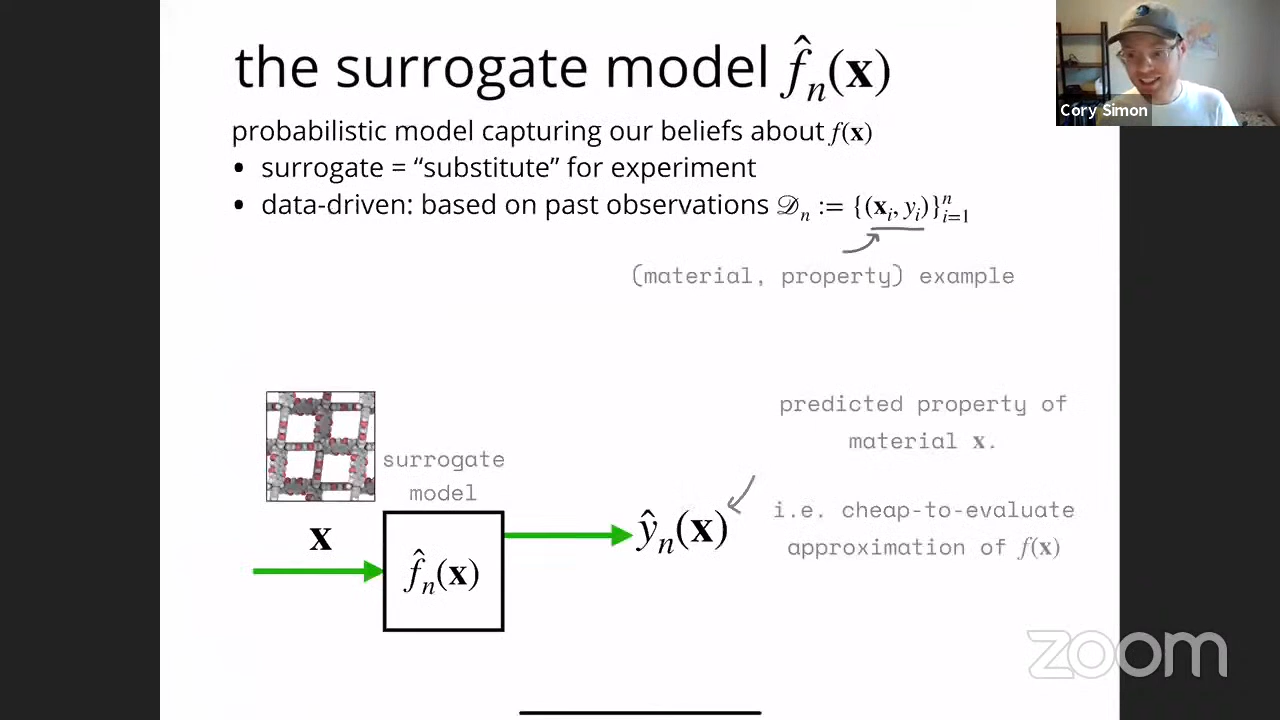 the surrogate model f̂ₙ(𝐱)
Cory Simon
probabilistic model capturing our beliefs about f(𝐱)
• surrogate = “substitute” for experiment
• data-driven: based on past observations 𝒟ₙ := {(𝐱ᵢ, yᵢ)}ⁿᵢ₌₁
(material, property) example
predicted property of
material 𝐱.
surrogate
model
i.e. cheap-to-evaluate
approximation of f(𝐱)
𝐱
f̂ₙ(𝐱)
ŷₙ(𝐱)
zoom